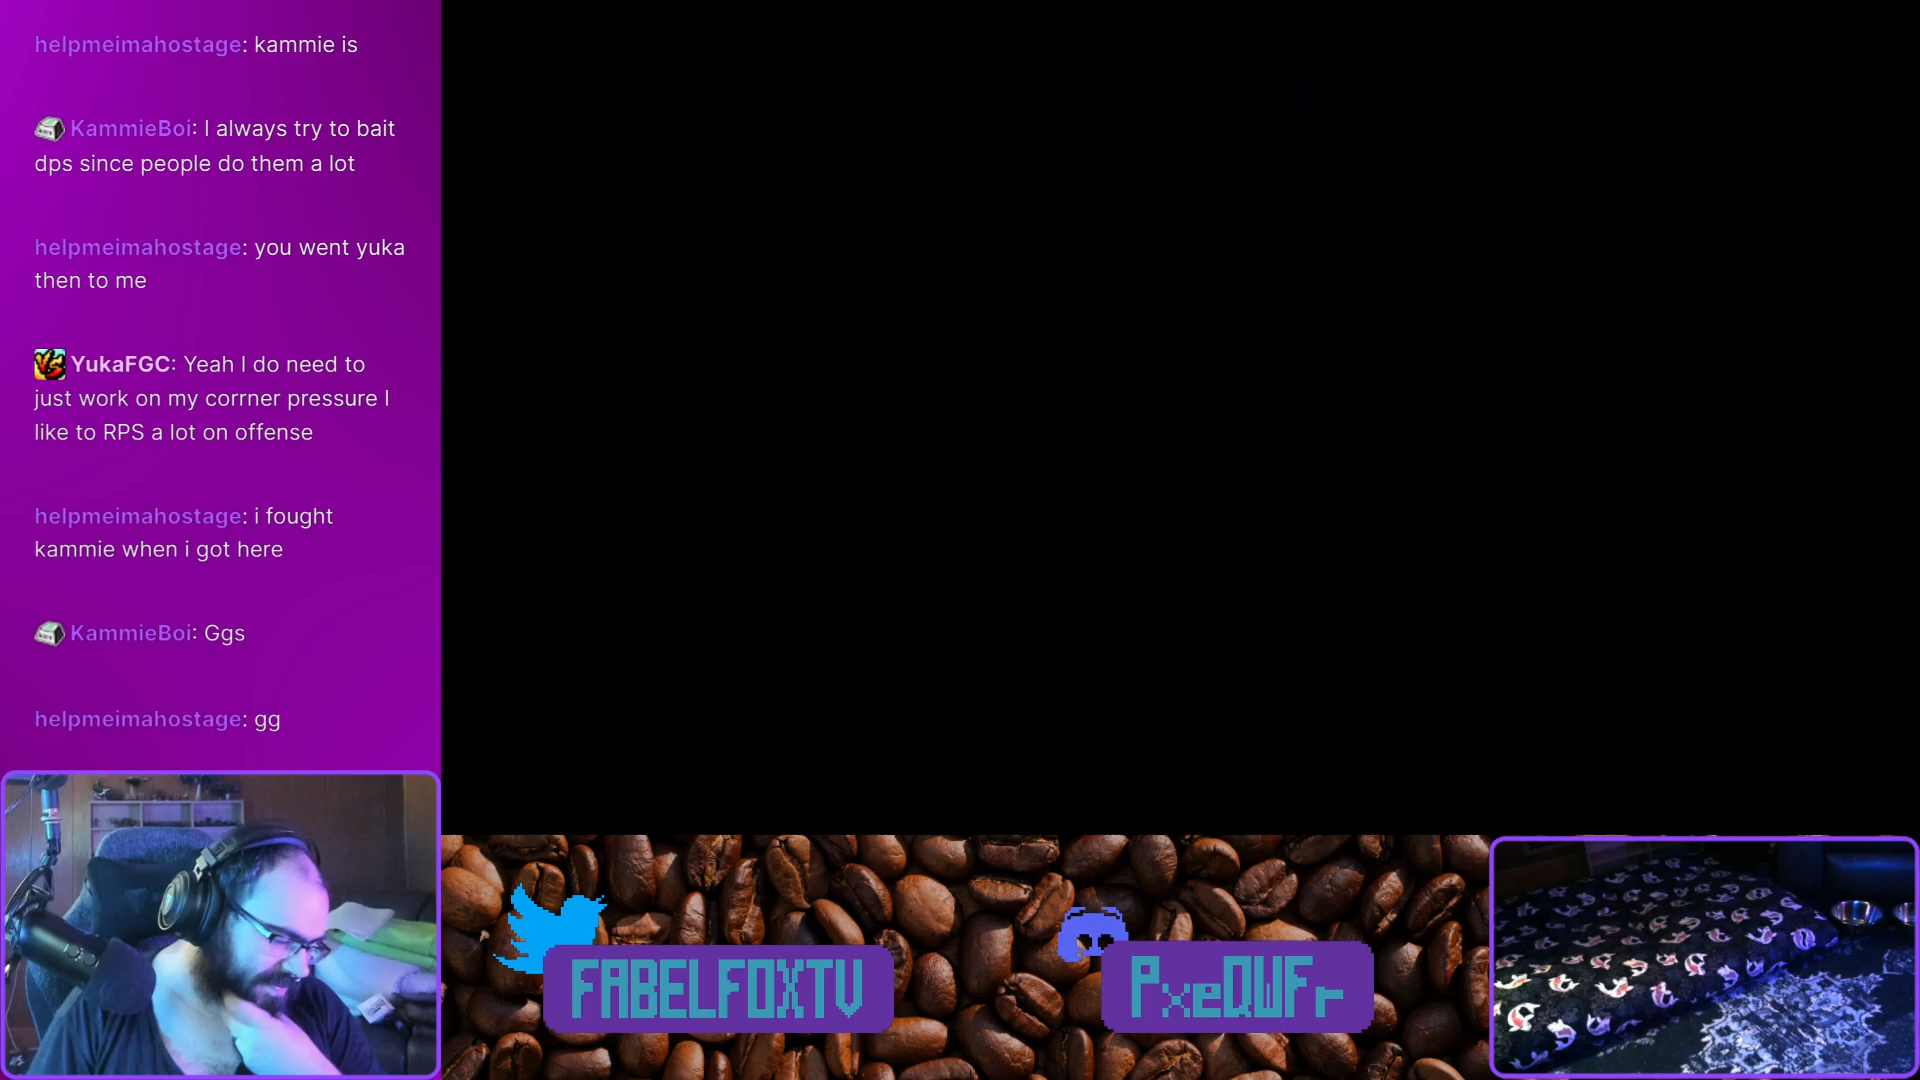 helpmeimahostage: kammie is
KammieBoi: I always try to bait
dps since people do them a lot
helpmeimahostage: you went yuka
then to me
VS YukaFGC: Yeah I do need to
just work on my corrner pressure I
like to RPS a lot on offense
helpmeimahostage: i fought
kammie when i got here
KammieBoi: Ggs
helpmeimahostage: gg
FABELFOXTV
PxeQWFr